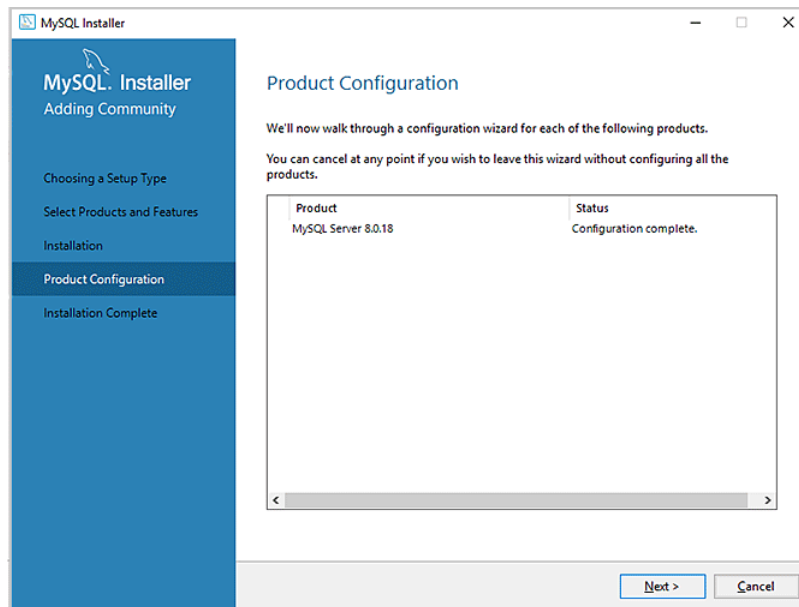 MySQL Installer
MySQL. Installer
Adding Community
Choosing a Setup Type
Select Products and Features
Installation
Product Configuration
Installation Complete
Product Configuration
We'll now walk through a configuration wizard for each of the following products.
You can cancel at any point if you wish to leave this wizard without configuring all the
products.
Product Status
MySQL Server 8.0.18 Configuration complete.
Next > Cancel